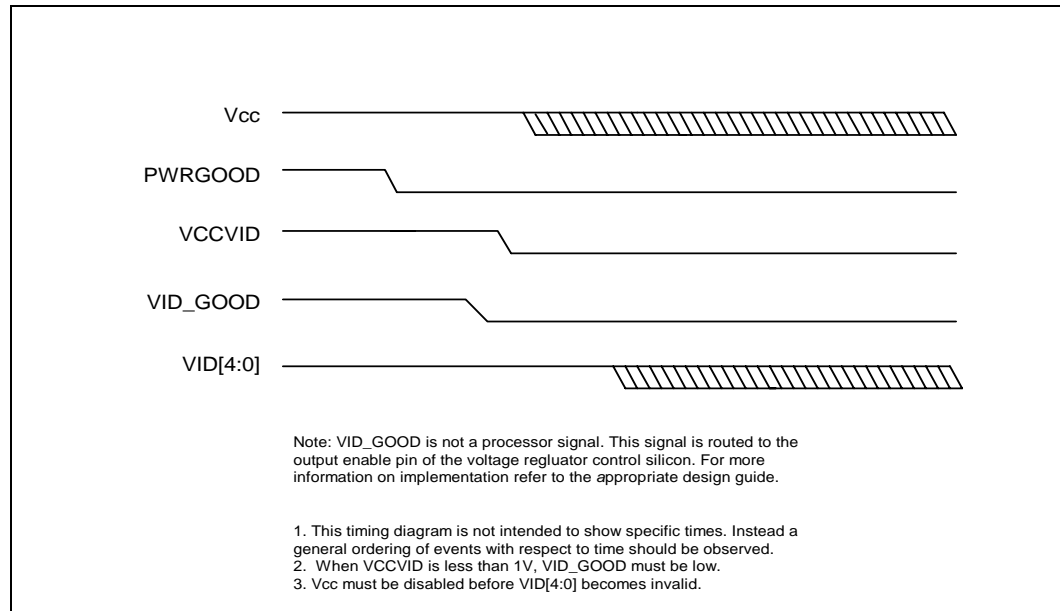 Vcc
PWRGOOD
VCCVID
VID_GOOD
VID[4:0]
Note: VID_GOOD is not a processor signal. This signal is routed to the
output enable pin of the voltage regluator control silicon. For more
information on implementation refer to the appropriate design guide.
1. This timing diagram is not intended to show specific times. Instead a
general ordering of events with respect to time should be observed.
2. When VCCVID is less than 1V, VID_GOOD must be low.
3. Vcc must be disabled before VID[4:0] becomes invalid.